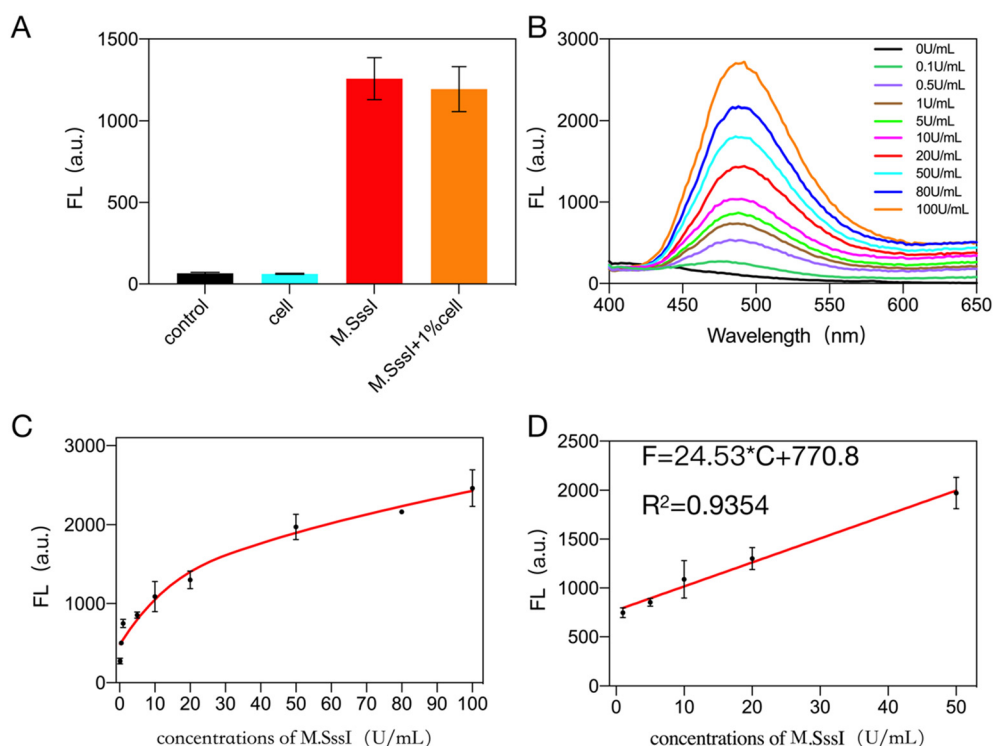 A
1500
1000
500
0
FL (a.u.)
control
cell
M.SssI
M.SssI+1%cell
B
3000
2000
1000
0
FL (a.u.)
400 450 500 550 600 650
Wavelength (nm)
0U/mL
0.1U/mL
0.5U/mL
1U/mL
5U/mL
10U/mL
20U/mL
50U/mL
80U/mL
100U/mL
C
3000
2000
1000
0
FL (a.u.)
0 10 20 30 40 50 60 70 80 90 100
concentrations of M.SssI (U/mL)
D
2500
2000
1500
1000
500
0
FL (a.u.)
F=24.53*C+770.8
R²=0.9354
0 10 20 30 40 50
concentrations of M.SssI (U/mL)